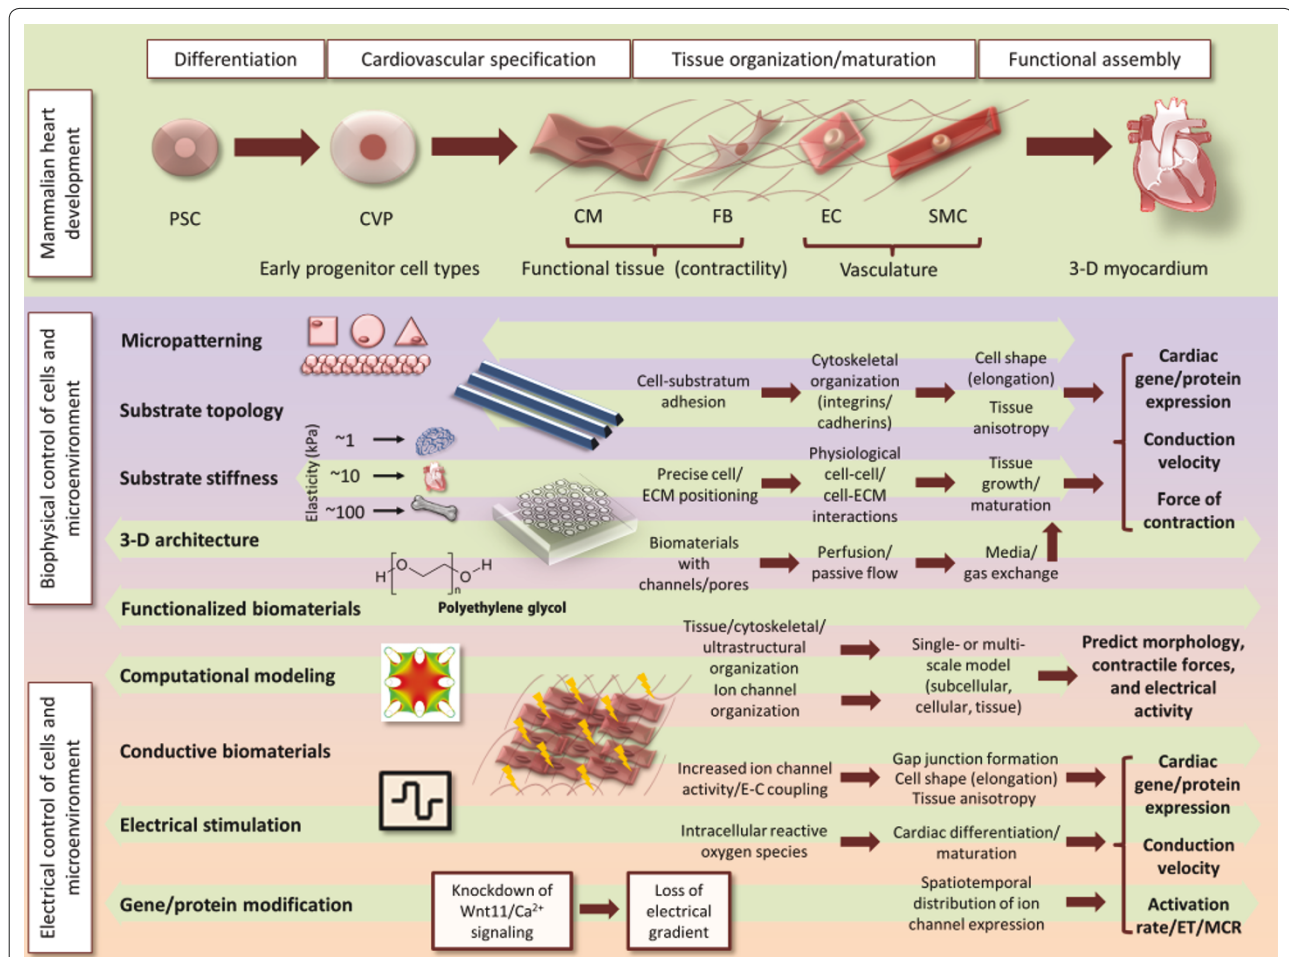 Differentiation
Cardiovascular specification
Tissue organization/maturation
Functional assembly
Mammalian heart
development
PSC
CVP
CM
FB
EC
SMC
Early progenitor cell types
Functional tissue (contractility)
Vasculature
3-D myocardium
Biophysical control of cells and
microenvironment
Micropatterning
Substrate topology
Substrate stiffness
Elasticity (kPa)
~1
~10
~100
3-D architecture
H
O
O
H
n
Polyethylene glycol
Functionalized biomaterials
Cell-substratum
adhesion
Cytoskeletal
organization
(integrins/
cadherins)
Cell shape
(elongation)
Tissue
anisotropy
Precise cell/
ECM positioning
Physiological
cell-cell/
cell-ECM
interactions
Tissue
growth/
maturation
Biomaterials
with
channels/pores
Perfusion/
passive flow
Media/
gas exchange
Cardiac
gene/protein
expression
Conduction
velocity
Force of
contraction
Electrical control of cells and
microenvironment
Computational modeling
Tissue/cytoskeletal/
ultrastructural
organization
Ion channel
organization
Single- or multi-
scale model
(subcellular,
cellular, tissue)
Predict morphology,
contractile forces,
and electrical
activity
Conductive biomaterials
Increased ion channel
activity/E-C coupling
Gap junction formation
Cell shape (elongation)
Tissue anisotropy
Electrical stimulation
Intracellular reactive
oxygen species
Cardiac differentiation/
maturation
Gene/protein modification
Knockdown of
Wnt11/Ca²⁺
signaling
Loss of
electrical
gradient
Spatiotemporal
distribution of ion
channel expression
Cardiac
gene/protein
expression
Conduction
velocity
Activation
rate/ET/MCR